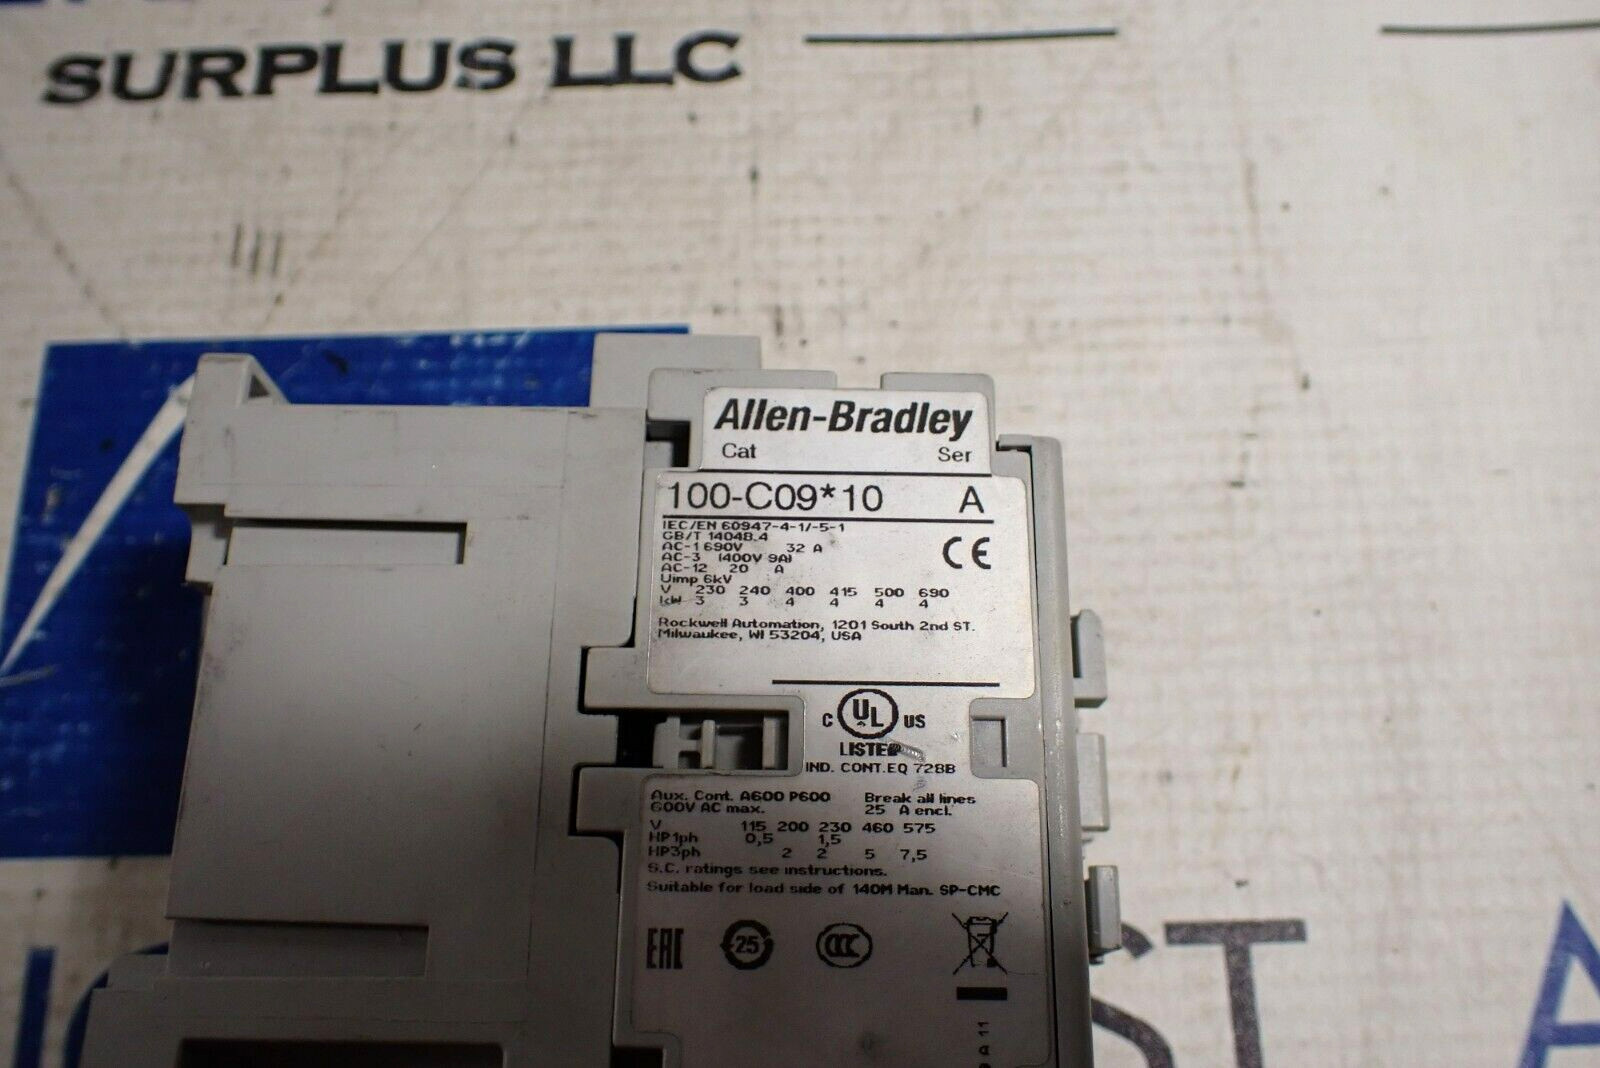 SURPLUS LLC
Allen-Bradley
Cat Ser
100-C09*10 A
IEC/EN 60947-4-1/-5-1
GB/T 14048.4
AC-1 690V 32 A
AC-3 (400V 9A)
AC-12 20 A
Uimp 6kV
V 230 240 400 415 500 690
kW 3 3 4 4 4 4
CE
Rockwell Automation, 1201 South 2nd ST.
Milwaukee, WI 53204, USA
C UL US
LISTED
IND. CONT.EQ 728B
Aux. Cont. A600 P600 Break all lines
600V AC max. 25 A encl.
V 115 200 230 460 575
HP1ph 0,5 1,5
HP3ph 2 2 5 7,5
S.C. ratings see instructions.
Suitable for load side of 140M Man. SP-CMC
EAC 25 CCC
11
ST A